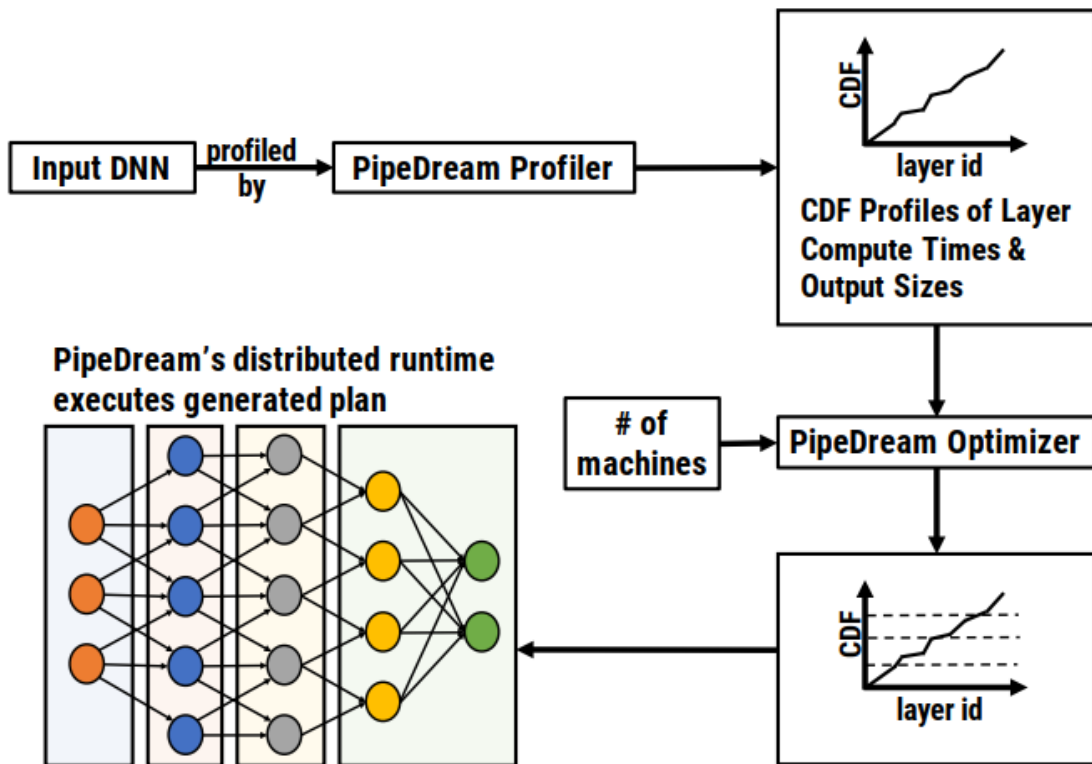 Input DNN
profiled
by
PipeDream Profiler
CDF
layer id
CDF Profiles of Layer
Compute Times &
Output Sizes
# of
machines
PipeDream Optimizer
CDF
layer id
PipeDream’s distributed runtime
executes generated plan